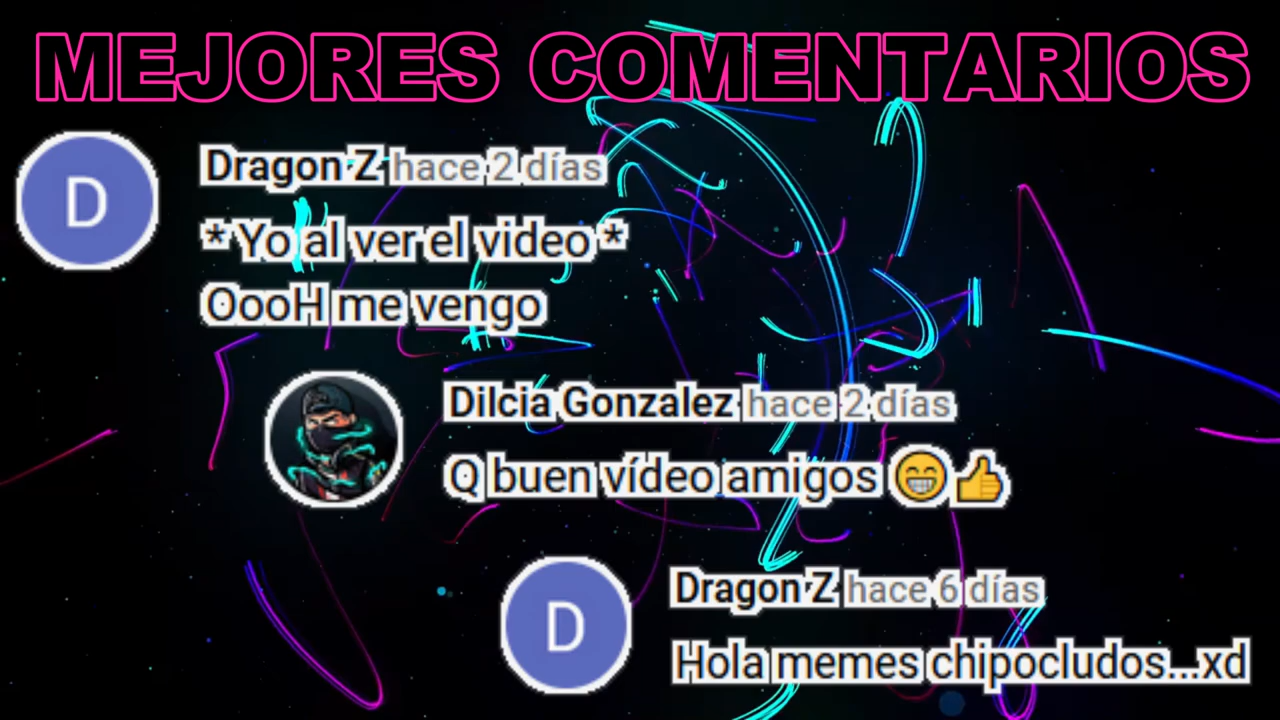 MEJORES COMENTARIOS
D
Dragon Z hace 2 días
* Yo al ver el video *
OooH me vengo
Dilcia Gonzalez hace 2 días
Q buen vídeo amigos 😁👍
D
Dragon Z hace 6 días
Hola memes chipocludos...xd